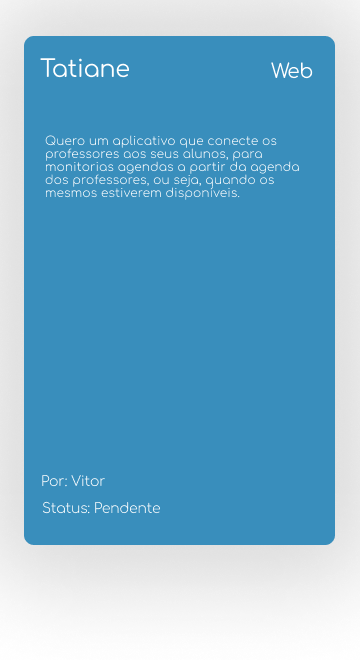 Tatiane
Web
Quero um aplicativo que conecte os
professores aos seus alunos, para
monitorias agendas a partir da agenda
dos professores, ou seja, quando os
mesmos estiverem disponíveis.
Por: Vitor
Status: Pendente